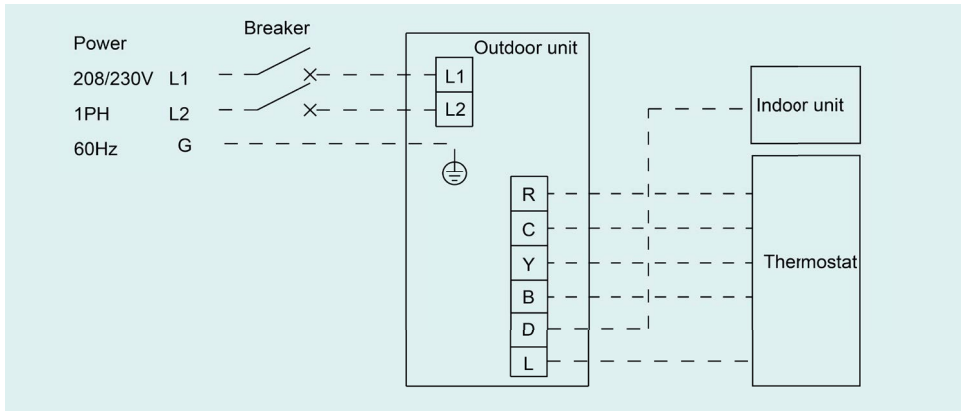 Breaker
Power
Outdoor unit
208/230V L1
L1
1PH L2
L2
60Hz G
Indoor unit
R
C
Y
B
D
L
Thermostat